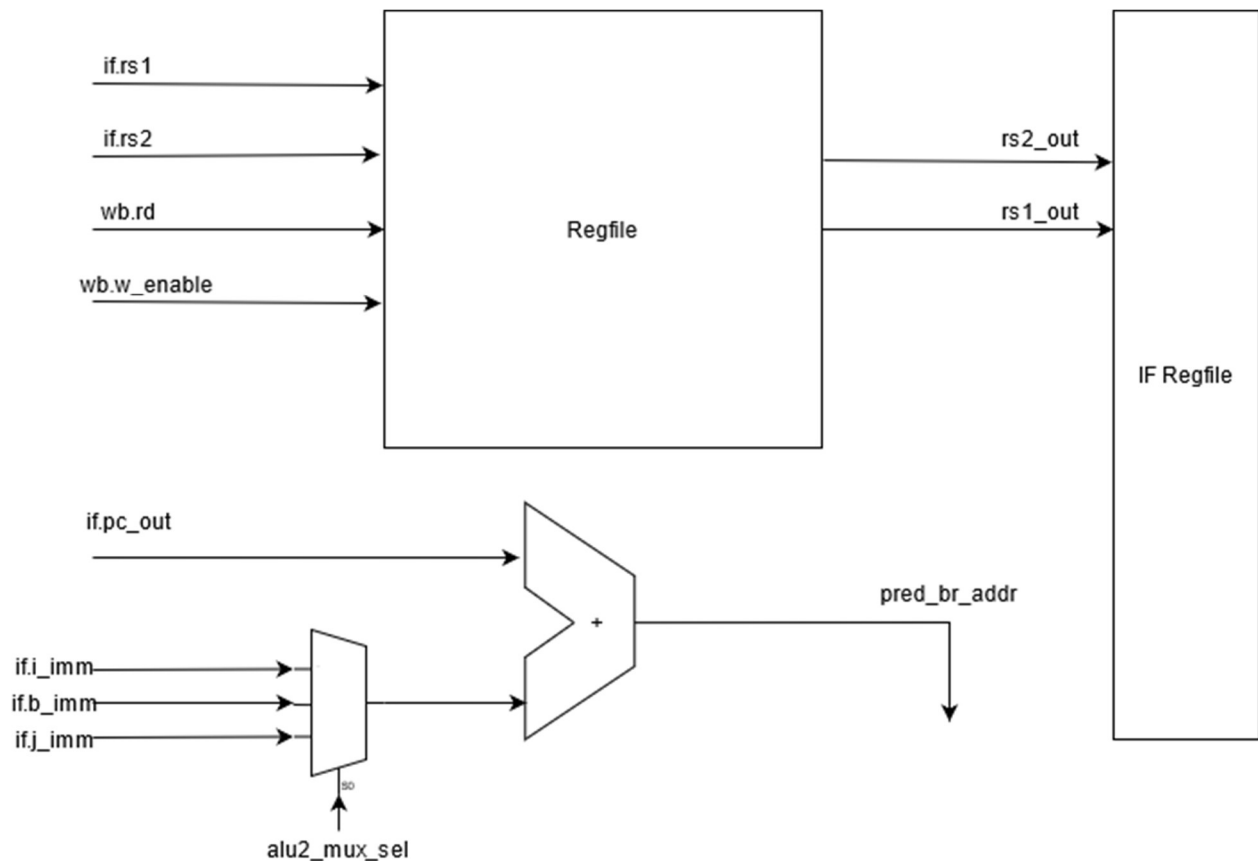 if.rs1
if.rs2
wb.rd
wb.w_enable
Regfile
rs2_out
rs1_out
IF Regfile
if.pc_out
+
pred_br_addr
if.i_imm
if.b_imm
if.j_imm
SD
alu2_mux_sel